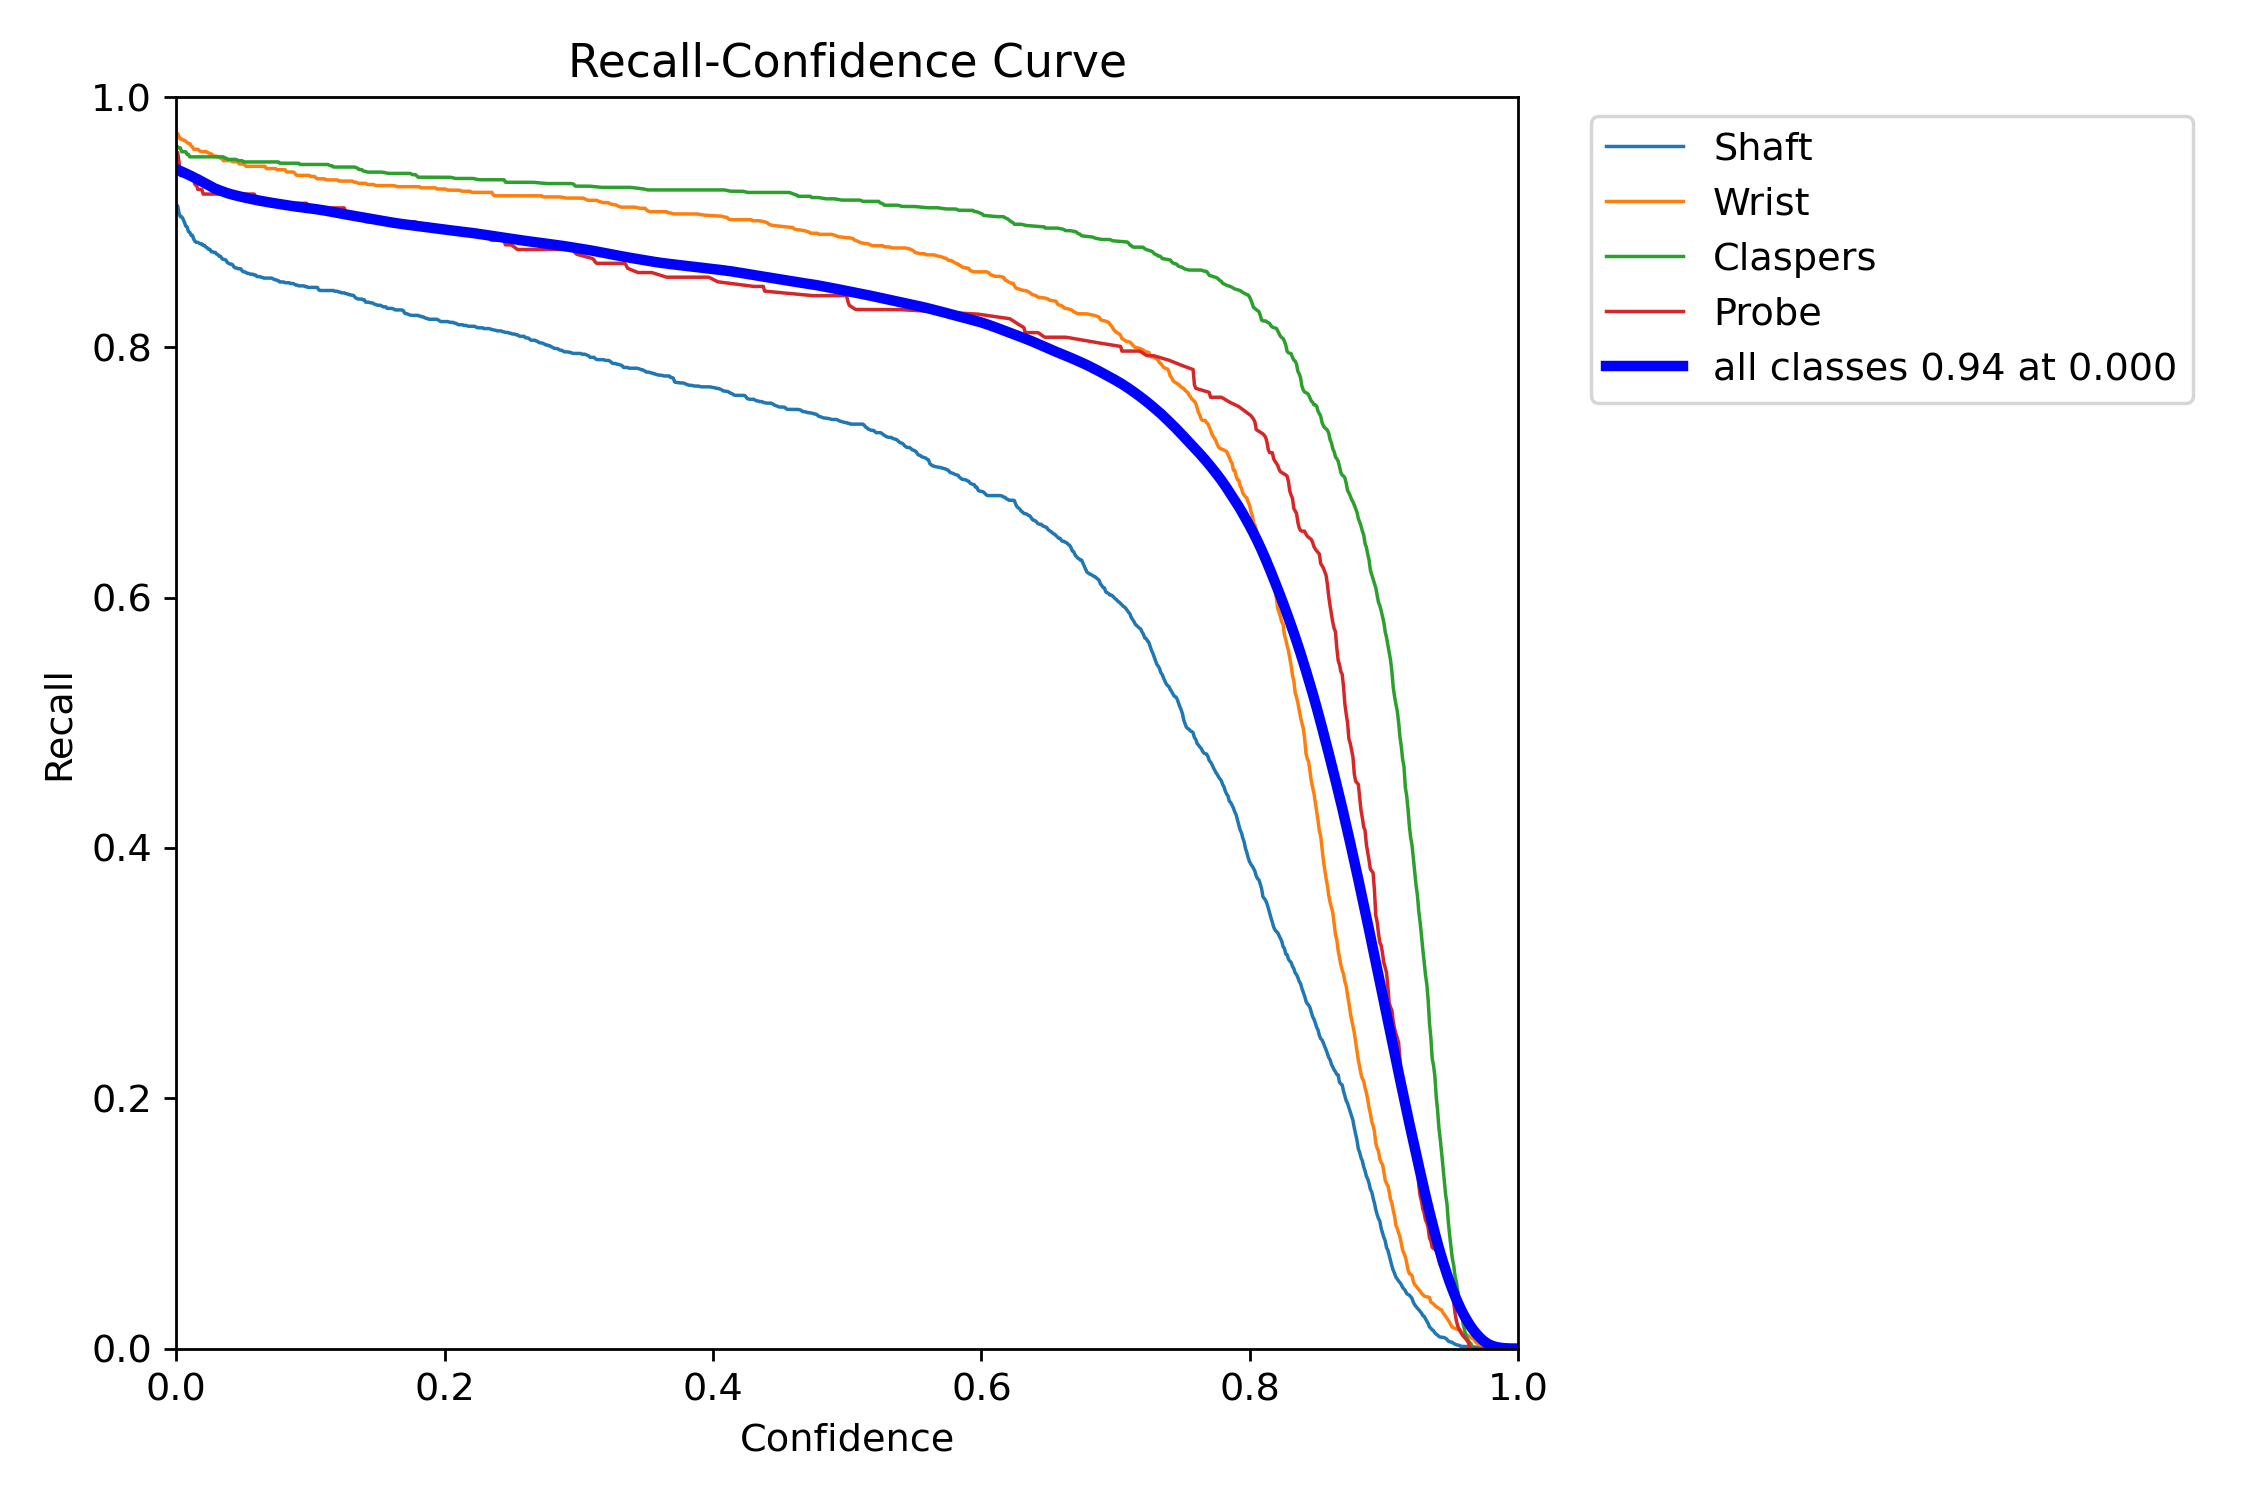 Recall-Confidence Curve
1.0
0.8
0.6
0.4
0.2
0.0
Recall
0.0 0.2 0.4 0.6 0.8 1.0
Confidence
Shaft
Wrist
Claspers
Probe
all classes 0.94 at 0.000